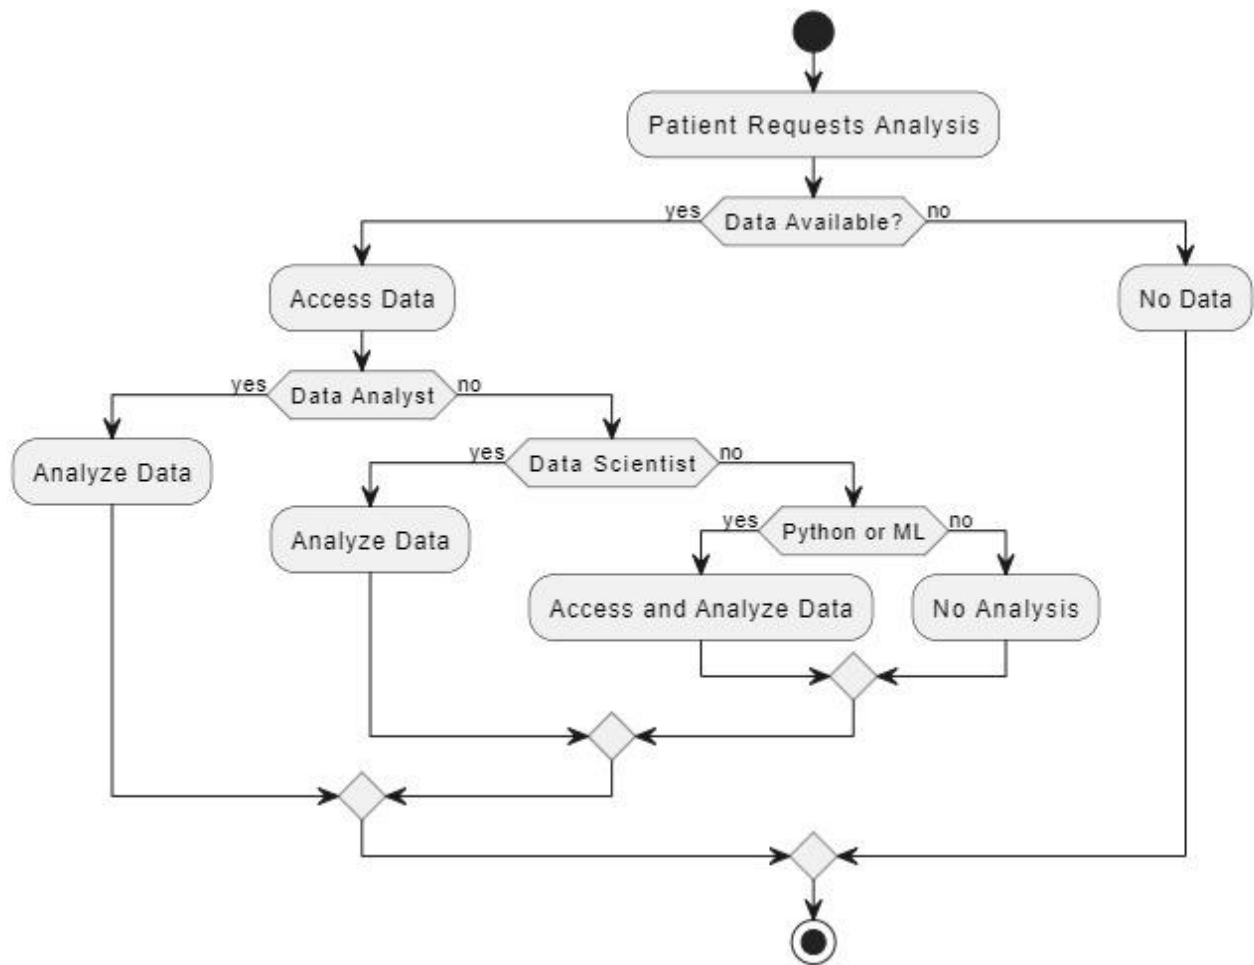 Patient Requests Analysis
yes
Data Available?
no
Access Data
No Data
yes
Data Analyst
no
Analyze Data
yes
Data Scientist
no
Analyze Data
yes
Python or ML
no
Access and Analyze Data
No Analysis